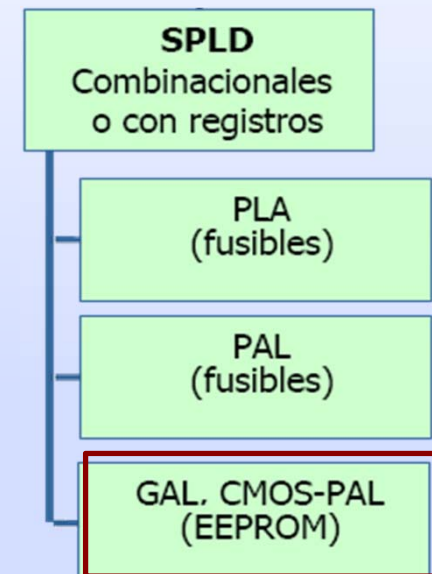 SPLD
Combinacionales
o con registros
PLA
(fusibles)
PAL
(fusibles)
GAL, CMOS-PAL
(EEPROM)